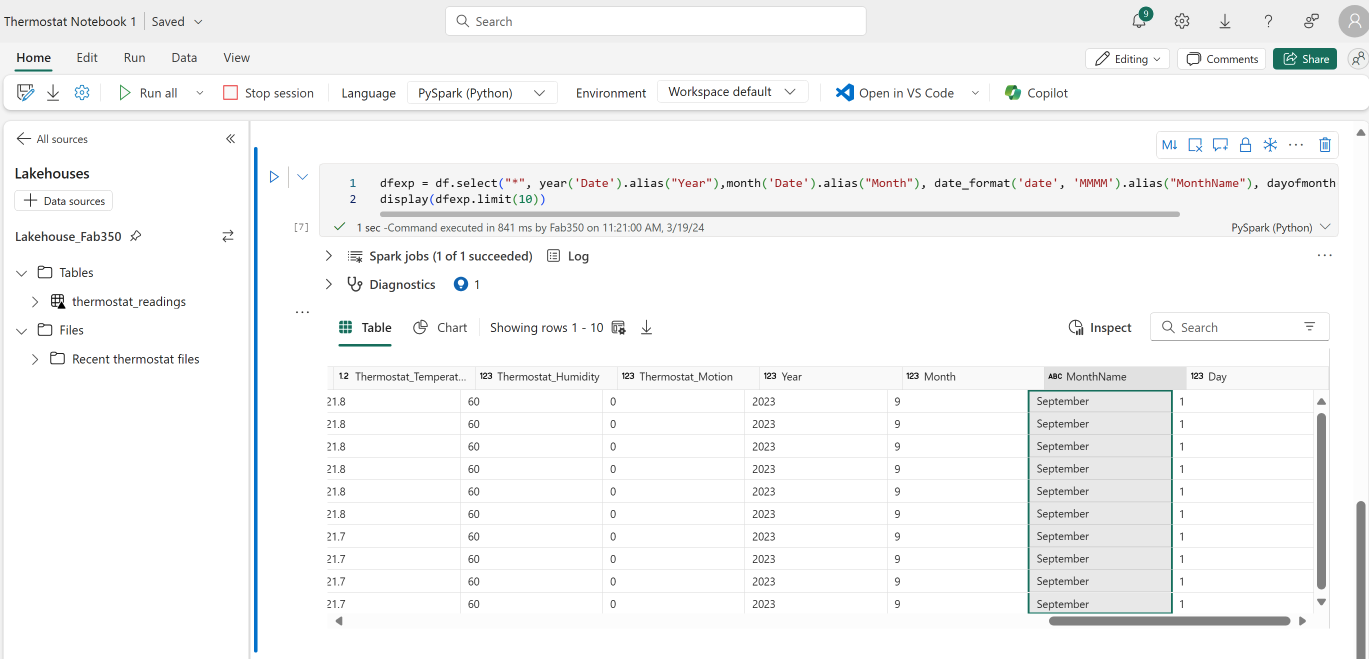 Thermostat Notebook 1 Saved
Search
9
Home Edit Run Data View
Editing Comments Share
Run all Stop session Language PySpark (Python) Environment Workspace default Open in VS Code Copilot
All sources
Lakehouses
Data sources
Lakehouse_Fab350
Tables
thermostat_readings
Files
Recent thermostat files
M↓
1 dfexp = df.select("*", year('Date').alias("Year"),month('Date').alias("Month"), date_format('date', 'MMMM').alias("MonthName"), dayofmonth
2 display(dfexp.limit(10))
[7] 1 sec -Command executed in 841 ms by Fab350 on 11:21:00 AM, 3/19/24 PySpark (Python)
Spark jobs (1 of 1 succeeded) Log
Diagnostics 1
Table Chart Showing rows 1 - 10 Inspect Search
1.2 Thermostat_Temperat... 123 Thermostat_Humidity 123 Thermostat_Motion 123 Year 123 Month ABC MonthName 123 Day
21.8 60 0 2023 9 September 1
21.8 60 0 2023 9 September 1
21.8 60 0 2023 9 September 1
21.8 60 0 2023 9 September 1
21.8 60 0 2023 9 September 1
21.8 60 0 2023 9 September 1
21.7 60 0 2023 9 September 1
21.7 60 0 2023 9 September 1
21.7 60 0 2023 9 September 1
21.7 60 0 2023 9 September 1